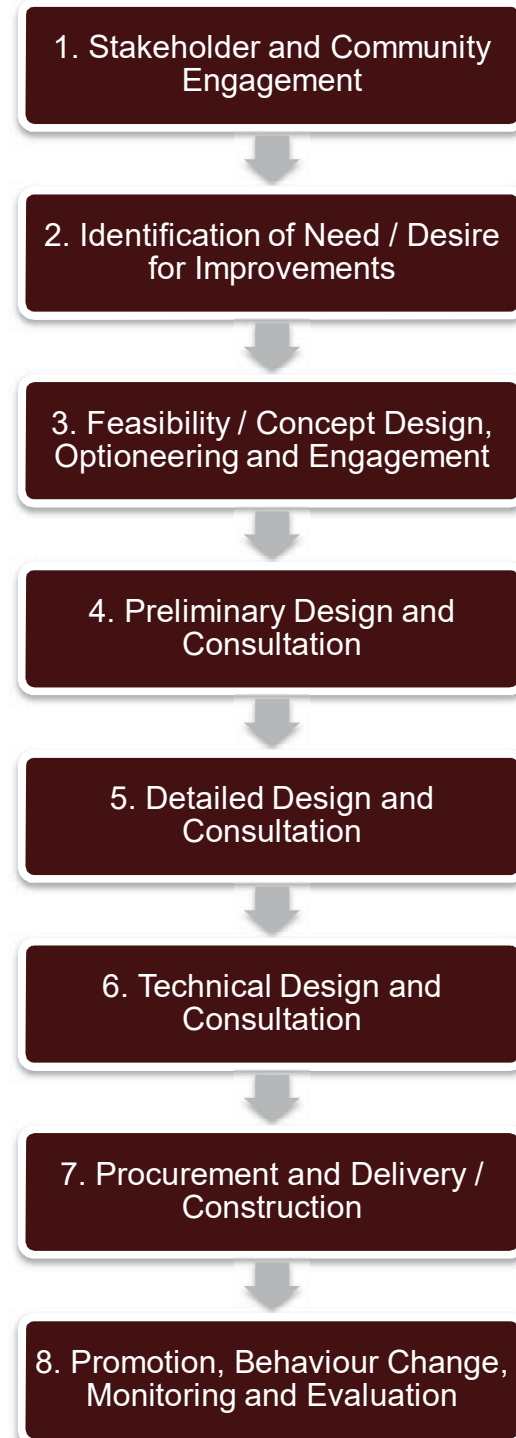 1. Stakeholder and Community
Engagement
2. Identification of Need / Desire
for Improvements
3. Feasibility / Concept Design,
Optioneering and Engagement
4. Preliminary Design and
Consultation
5. Detailed Design and
Consultation
6. Technical Design and
Consultation
7. Procurement and Delivery /
Construction
8. Promotion, Behaviour Change,
Monitoring and Evaluation